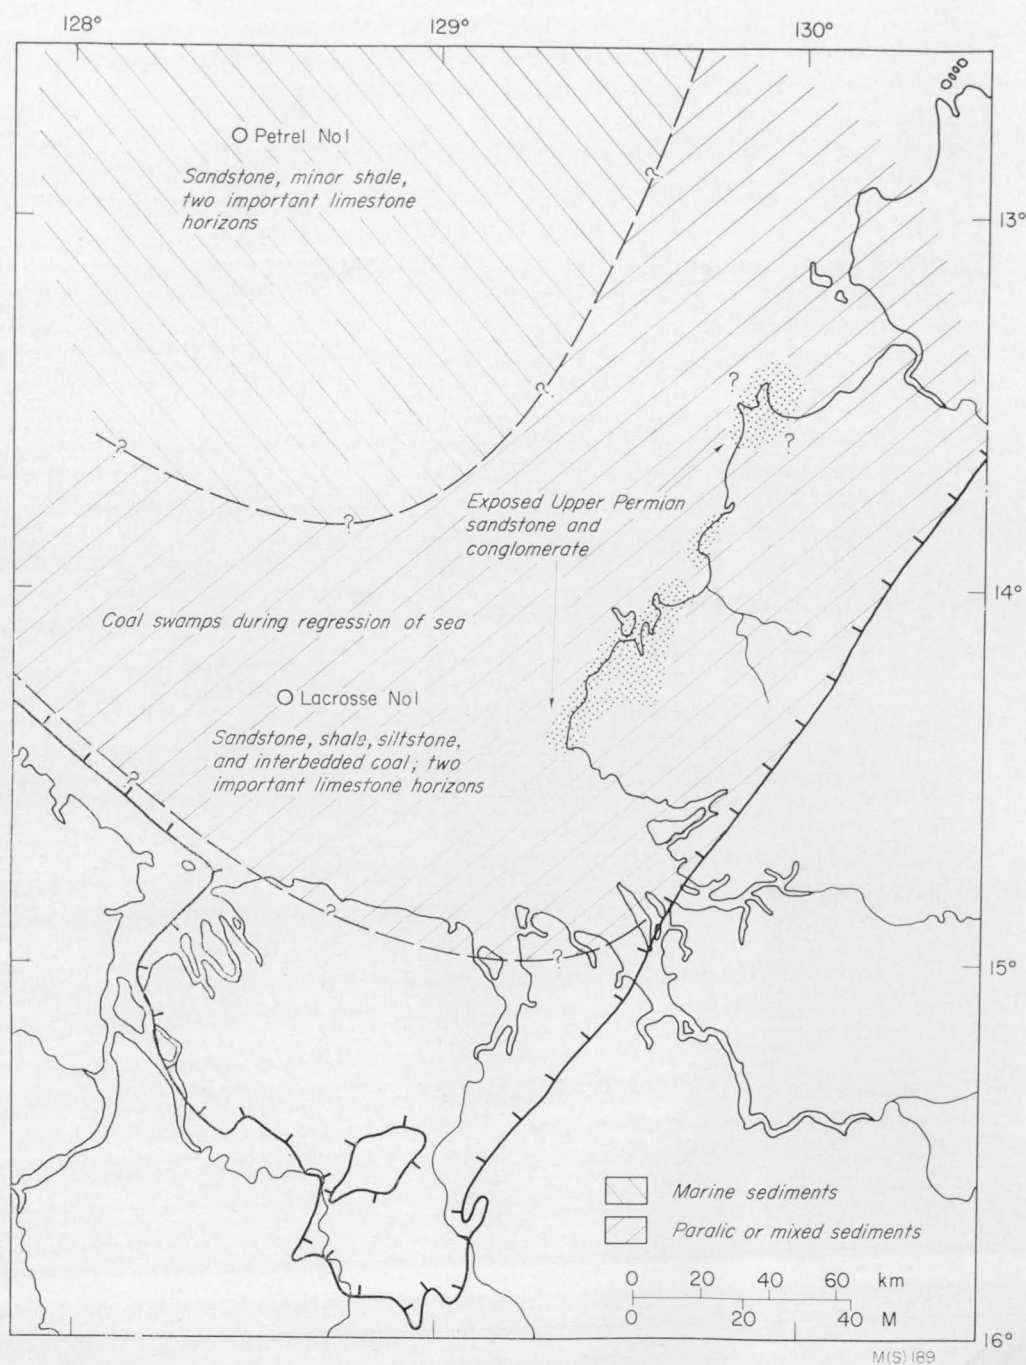 128°
129°
130°
Petrel No1
Sandstone, minor shale,
two important limestone
horizons
?
13°
?
?
?
?
?
Exposed Upper Permian
sandstone and
conglomerate
14°
Coal swamps during regression of sea
Lacrosse No1
Sandstone, shale, siltstone,
and interbedded coal; two
important limestone horizons
?
?
?
15°
Marine sediments
Paralic or mixed sediments
0 20 40 60 km
0 20 40 M
16°
M(S) 189